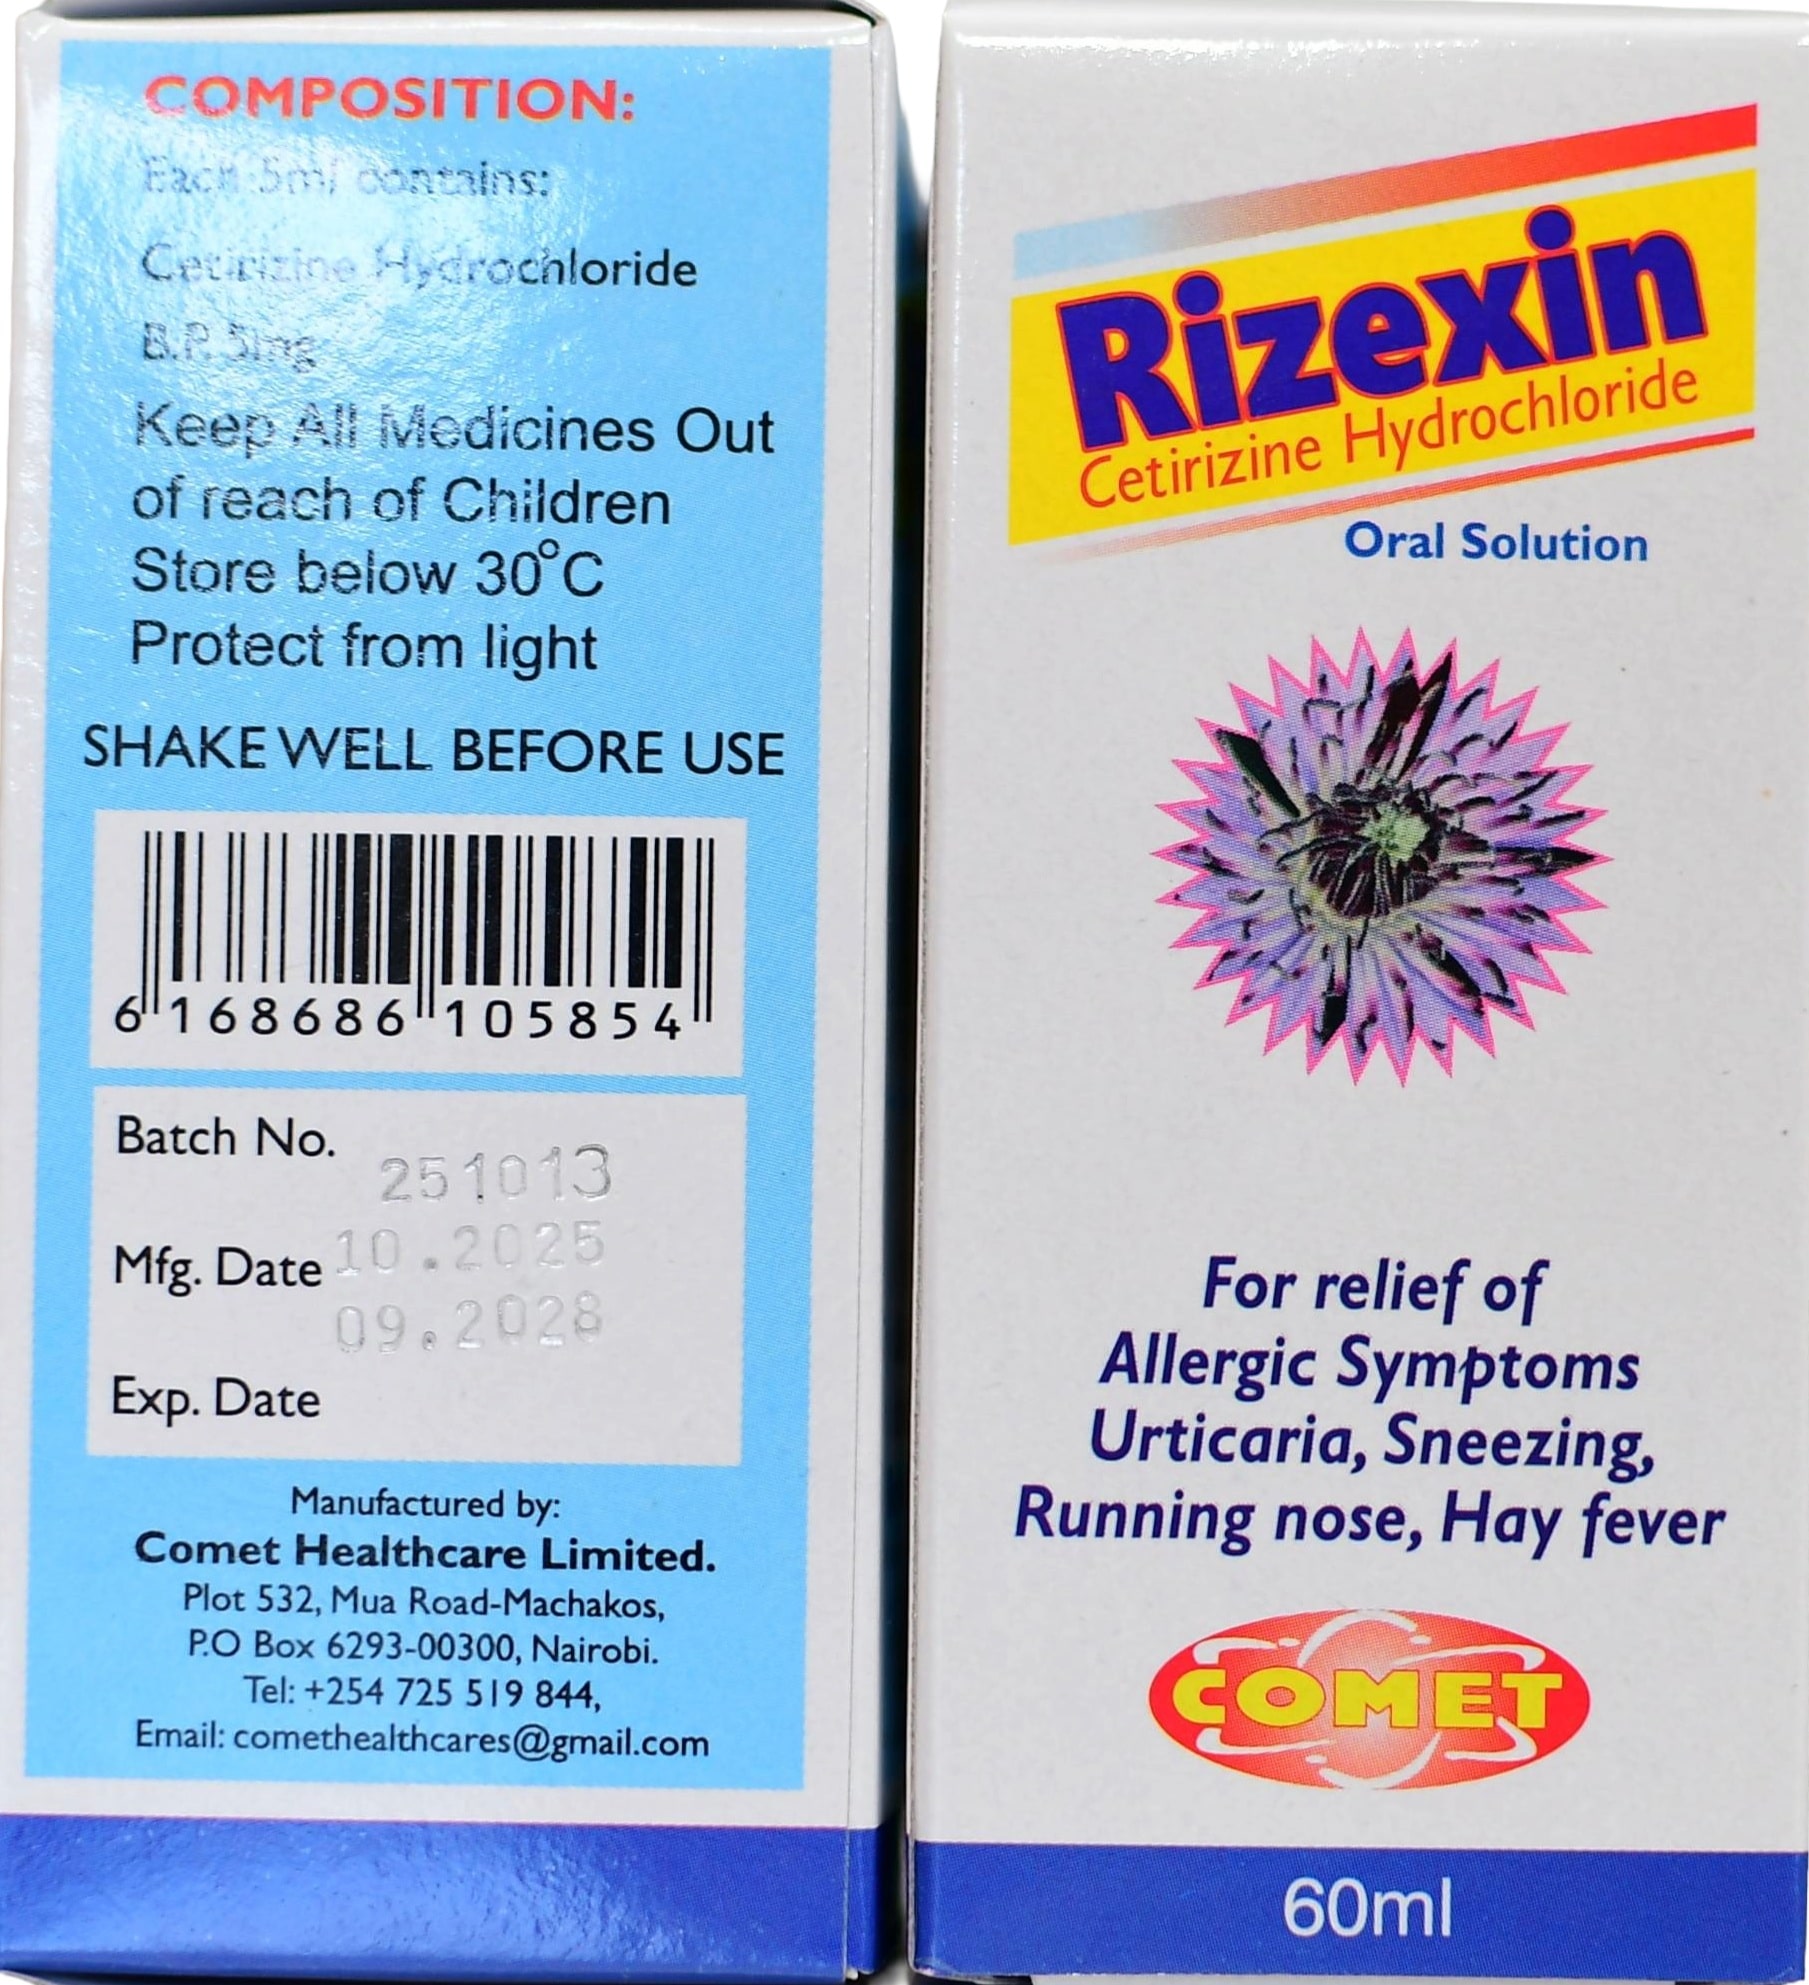 COMPOSITION:
Each 5ml contains:
Cetirizine Hydrochloride
B.P. 5mg
Keep All Medicines Out
of reach of Children
Store below 30°C
Protect from light
SHAKE WELL BEFORE USE
6 168686 105854
Batch No. 251013
Mfg. Date 10.2025
09.2028
Exp. Date
Manufactured by:
Comet Healthcare Limited.
Plot 532, Mua Road-Machakos,
P.O Box 6293-00300, Nairobi.
Tel: +254 725 519 844,
Email: comethealthcares@gmail.com
Rizexin
Cetirizine Hydrochloride
Oral Solution
For relief of
Allergic Symptoms
Urticaria, Sneezing,
Running nose, Hay fever
COMET
60ml